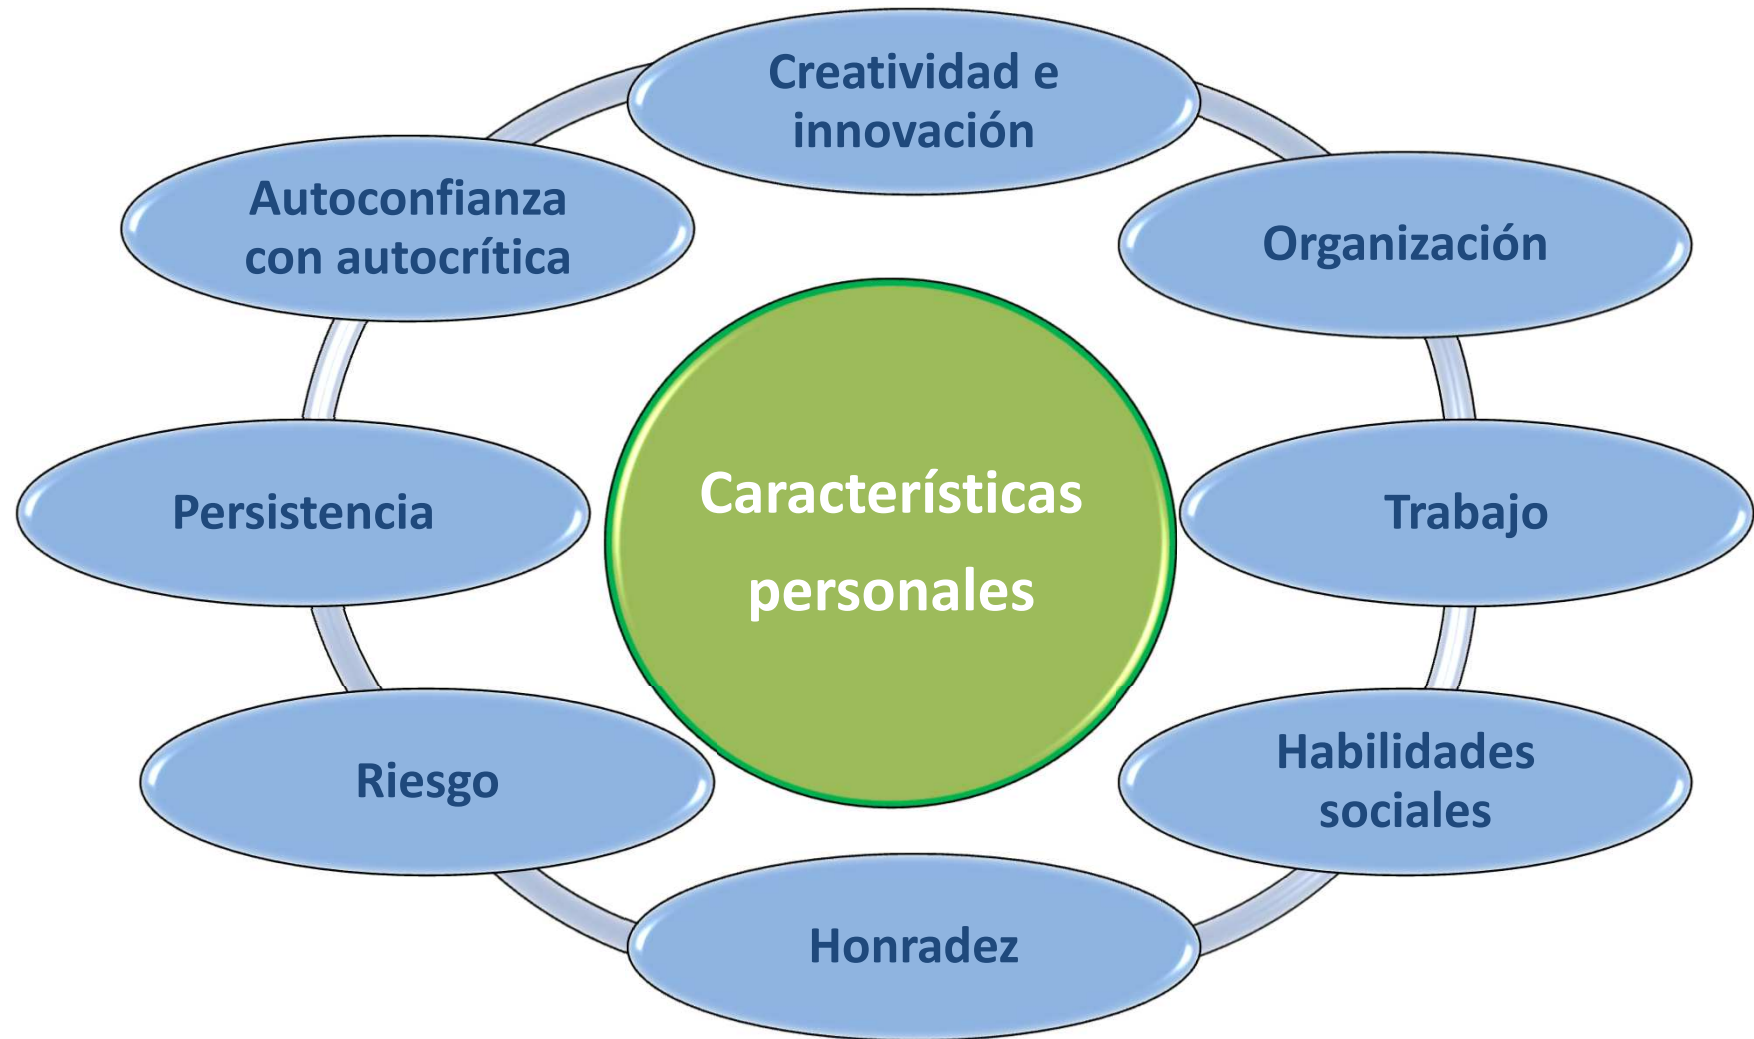 Creatividad e
innovación
Autoconfianza
con autocrítica
Organización
Características
personales
Persistencia
Trabajo
Riesgo
Habilidades
sociales
Honradez